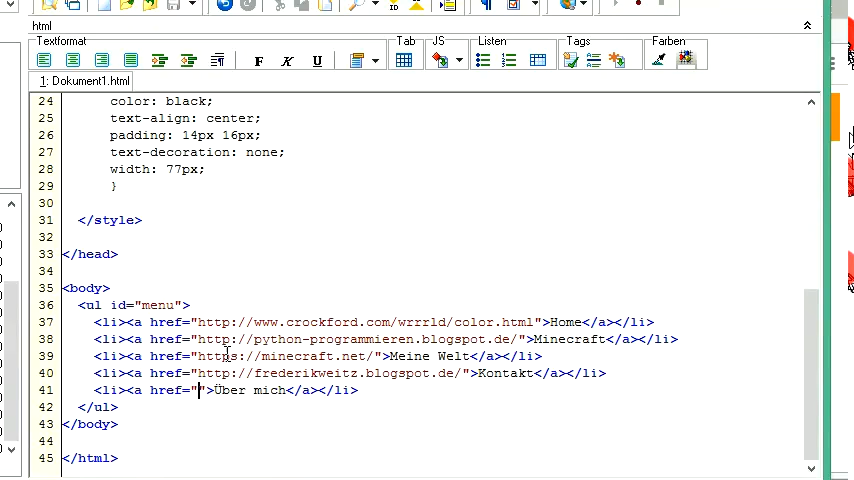 html
Textformat Tab JS Listen Tags Farben
F K U
1: Dokument1.html
24 color: black;
25 text-align: center;
26 padding: 14px 16px;
27 text-decoration: none;
28 width: 77px;
29 }
30
31 </style>
32
33 </head>
34
35 <body>
36 <ul id="menu">
37 <li><a href="http://www.crockford.com/wrrrld/color.html">Home</a></li>
38 <li><a href="http://python-programmieren.blogspot.de/">Minecraft</a></li>
39 <li><a href="https://minecraft.net/">Meine Welt</a></li>
40 <li><a href="http://frederikweitz.blogspot.de/">Kontakt</a></li>
41 <li><a href="">Über mich</a></li>
42 </ul>
43 </body>
44
45 </html>